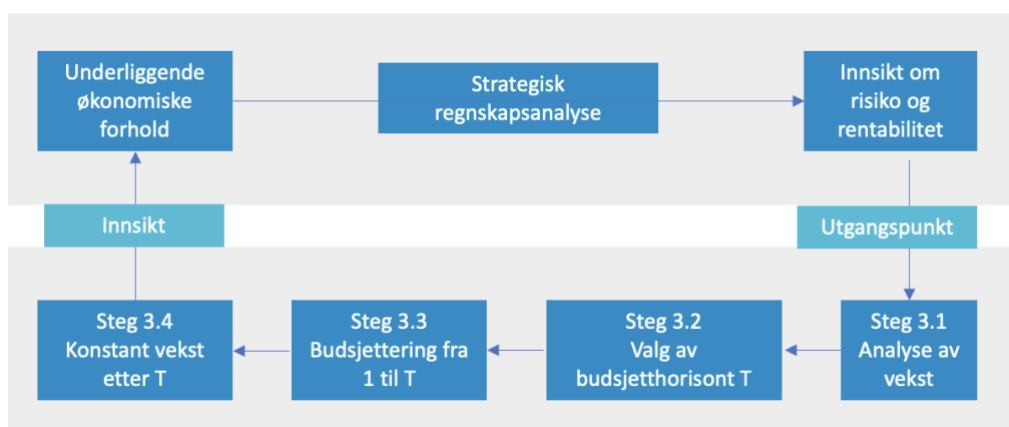 Underliggende
økonomiske
forhold
Strategisk
regnskapsanalyse
Innsikt om
risiko og
rentabilitet
Innsikt
Utgangspunkt
Steg 3.4
Konstant vekst
etter T
Steg 3.3
Budsjettering fra
1 til T
Steg 3.2
Valg av
budsjetthorisont T
Steg 3.1
Analyse av
vekst